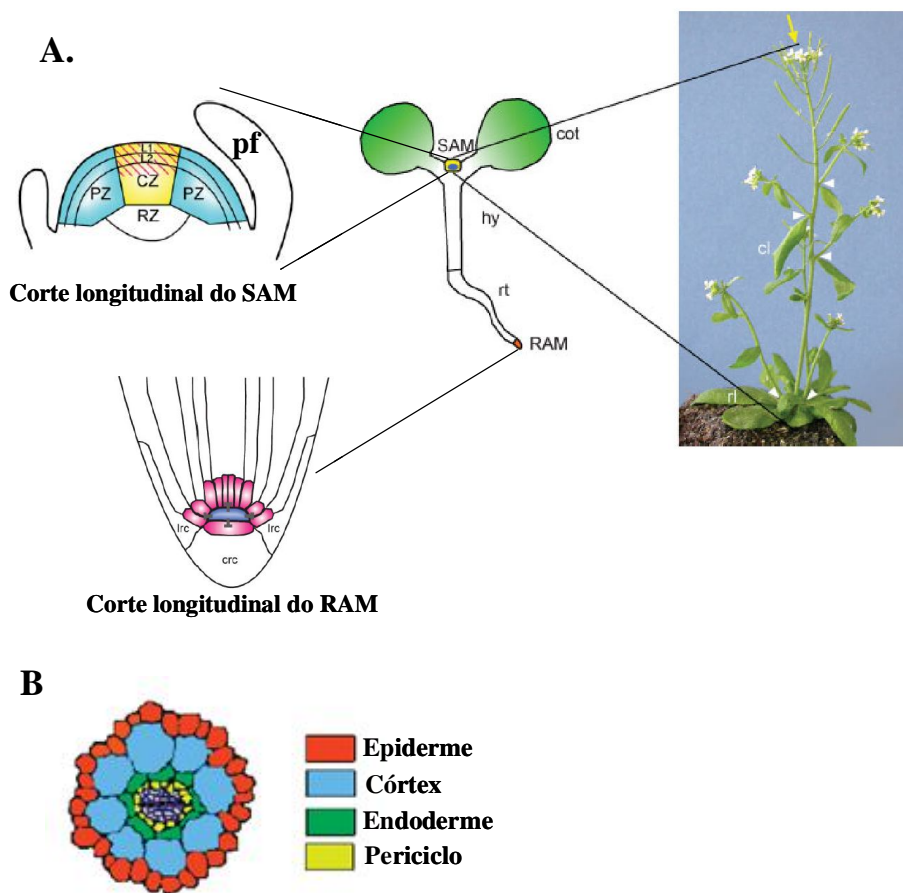 A.
pf
L1
L2
PZ
CZ
PZ
RZ
Corte longitudinal do SAM
SAM
cot
hy
rt
RAM
cl
rl
lrc
lrc
crc
Corte longitudinal do RAM
B
Epiderme
Córtex
Endoderme
Periciclo